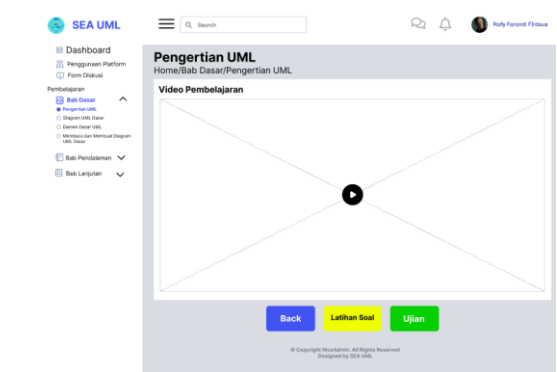 SEA UML
Search
Rolly Forandi Firdaus
Dashboard
Penggunaan Platform
Form Diskusi
Pembelajaran
Bab Dasar
Pengertian UML
Diagram UML Dasar
Elemen Dasar UML
Membaca dan Membuat Diagram
UML Dasar
Bab Pendalaman
Bab Lanjutan
Pengertian UML
Home/Bab Dasar/Pengertian UML
Video Pembelajaran
Back
Latihan Soal
Ujian
© Copyright NiceAdmin. All Rights Reserved
Designed by SEA UML